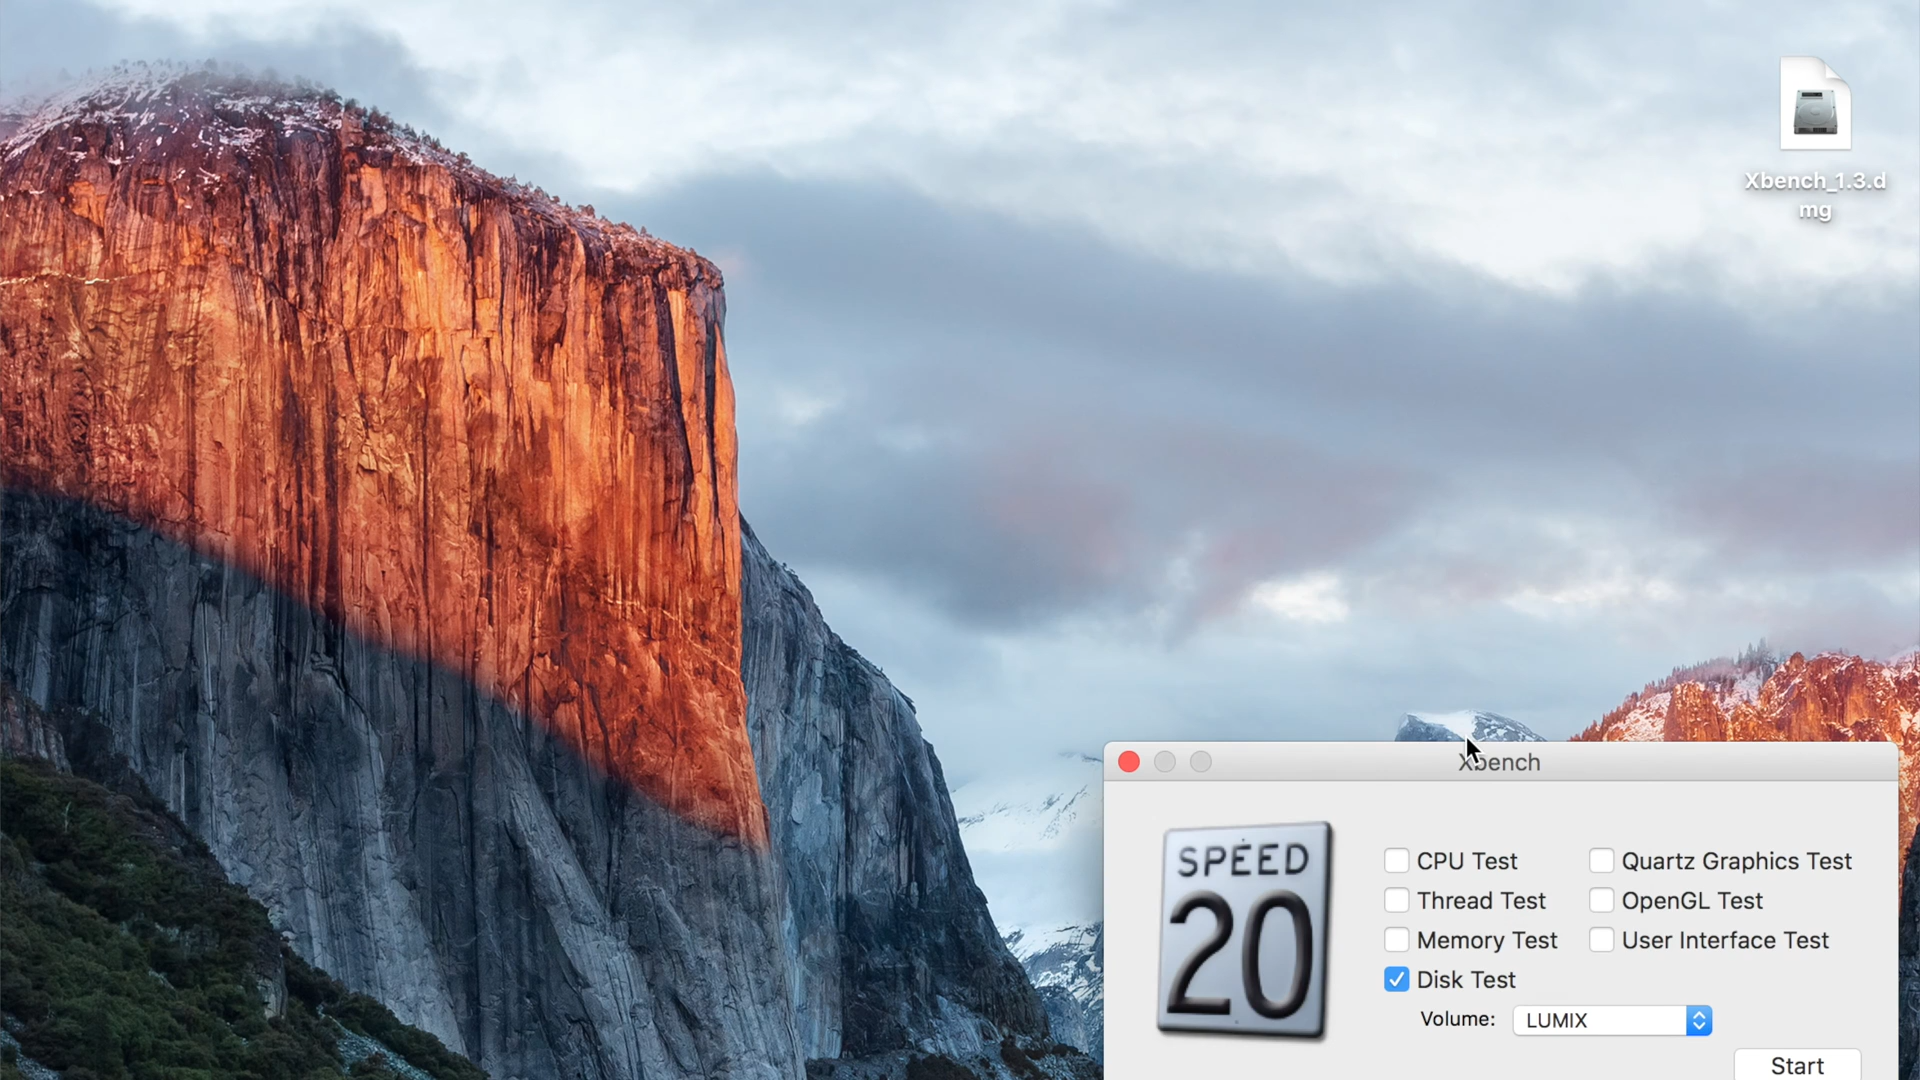 Xbench_1.3.d
mg
Xbench
SPEED
20
CPU Test
Quartz Graphics Test
Thread Test
OpenGL Test
Memory Test
User Interface Test
Disk Test
Volume:
LUMIX
Start